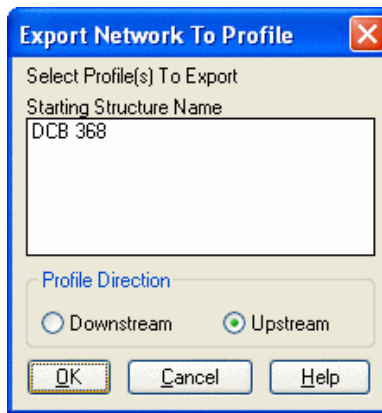 Export Network To Profile
Select Profile(s) To Export
Starting Structure Name
DCB 368
Profile Direction
Downstream Upstream
OK Cancel Help